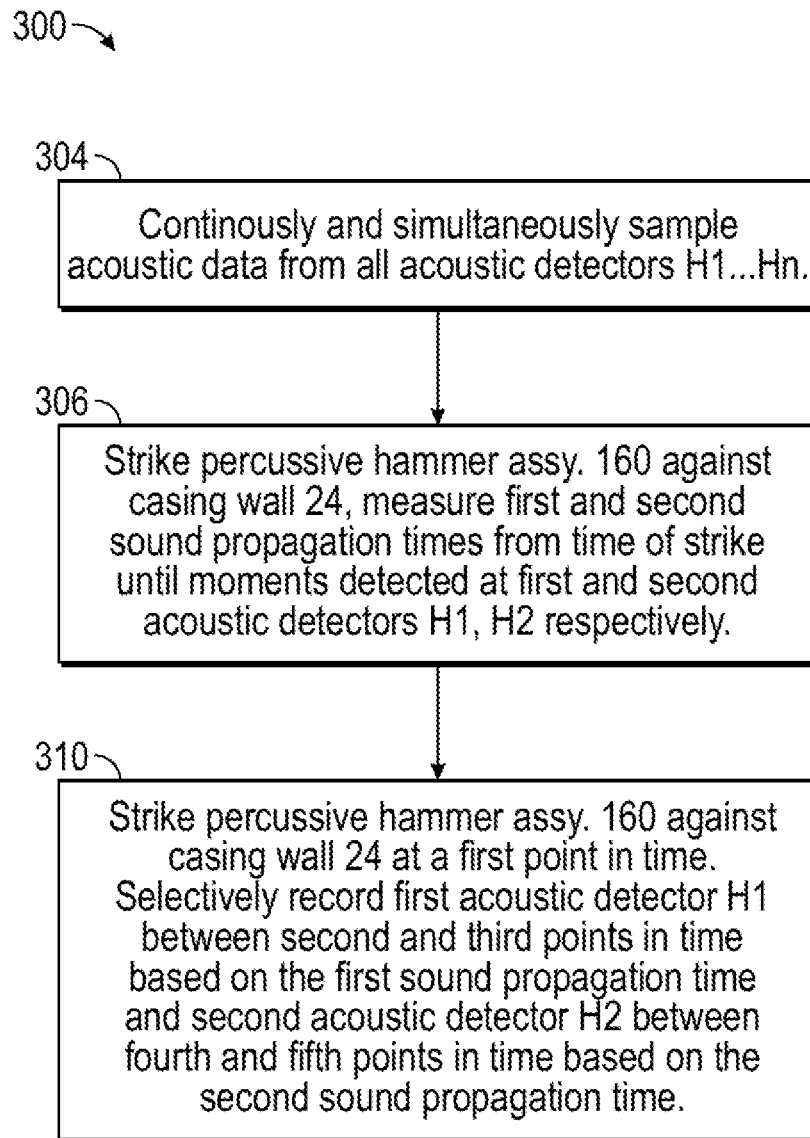 300
304
Continously and simultaneously sample
acoustic data from all acoustic detectors H1...Hn.
306
Strike percussive hammer assy. 160 against
casing wall 24, measure first and second
sound propagation times from time of strike
until moments detected at first and second
acoustic detectors H1, H2 respectively.
310
Strike percussive hammer assy. 160 against
casing wall 24 at a first point in time.
Selectively record first acoustic detector H1
between second and third points in time
based on the first sound propagation time
and second acoustic detector H2 between
fourth and fifth points in time based on the
second sound propagation time.